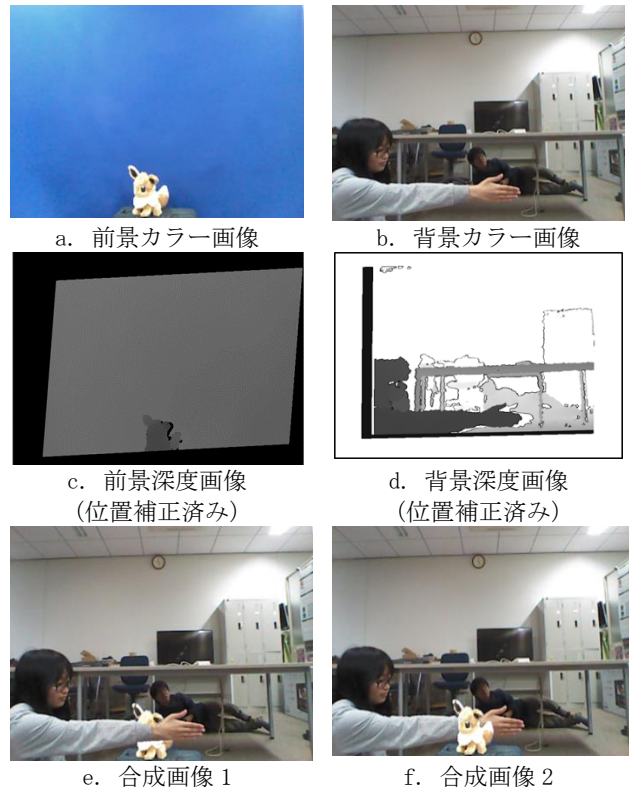 a. 前景カラー画像
b. 背景カラー画像
c. 前景深度画像
(位置補正済み)
d. 背景深度画像
(位置補正済み)
e. 合成画像 1
f. 合成画像 2